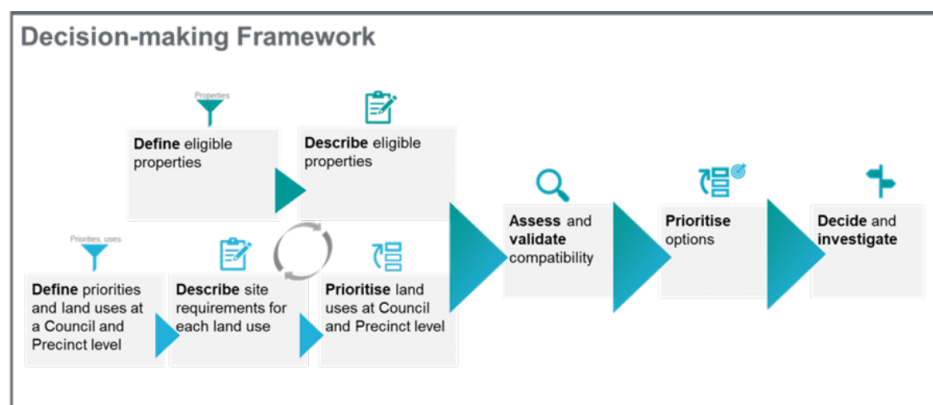 Decision-making Framework
Properties
Define eligible
properties
Describe eligible
properties
Priorities, uses
Define priorities
and land uses at
a Council and
Precinct level
Describe site
requirements for
each land use
Prioritise land
uses at Council
and Precinct level
Assess and
validate
compatibility
Prioritise
options
Decide and
investigate